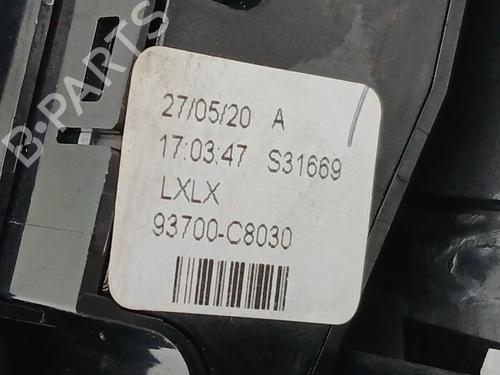 B-PARTS
27/05/20 A
17:03:47 S31669
LXLX
93700-C8030